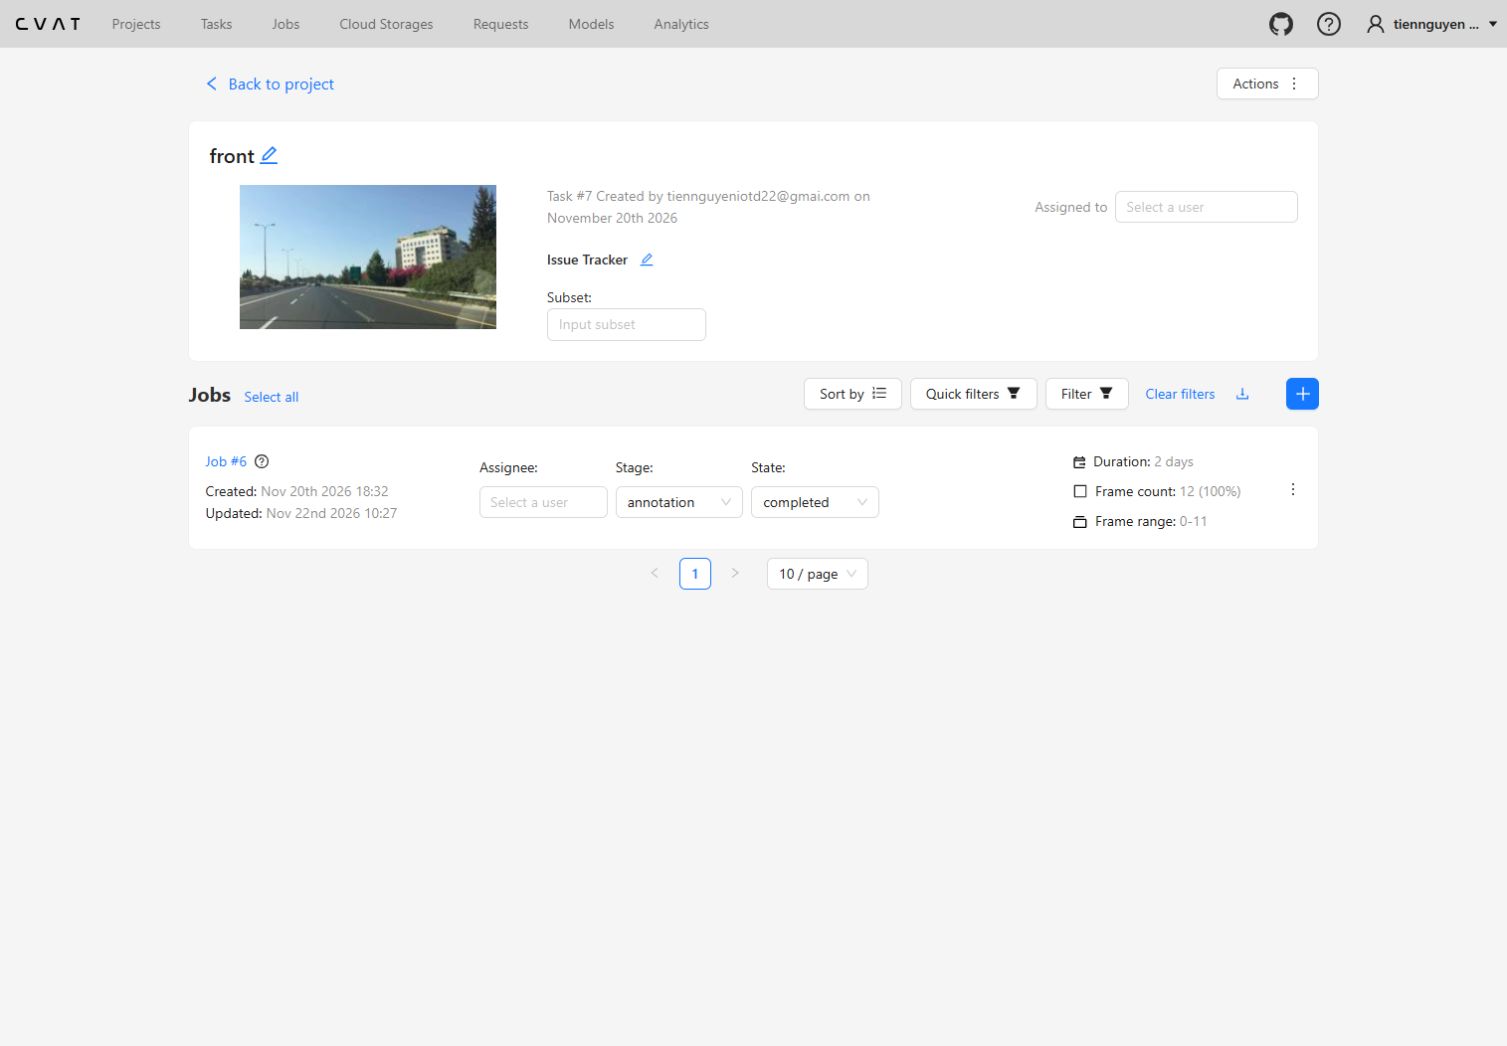 CVAT Projects Tasks Jobs Cloud Storages Requests Models Analytics tiennguyen ...
Back to project
Actions
front
Task #7 Created by tiennguyeniotd22@gmai.com on
November 20th 2026
Assigned to Select a user
Issue Tracker
Subset:
Input subset
Jobs Select all Sort by Quick filters Filter Clear filters
Job #6
Created: Nov 20th 2026 18:32
Updated: Nov 22nd 2026 10:27
Assignee:
Select a user
Stage:
annotation
State:
completed
Duration: 2 days
Frame count: 12 (100%)
Frame range: 0-11
1
10 / page